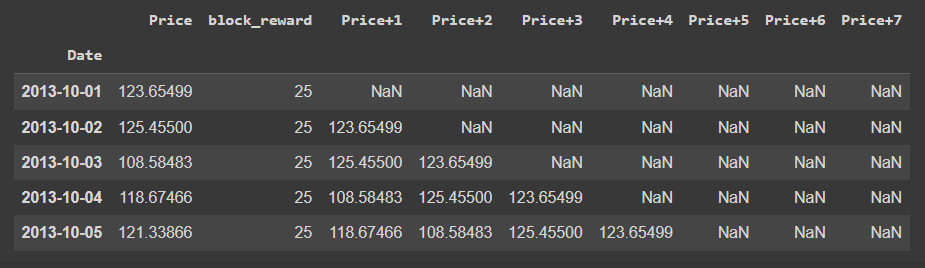 Price block_reward Price+1 Price+2 Price+3 Price+4 Price+5 Price+6 Price+7
Date
2013-10-01 123.65499 25 NaN NaN NaN NaN NaN NaN NaN
2013-10-02 125.45500 25 123.65499 NaN NaN NaN NaN NaN NaN
2013-10-03 108.58483 25 125.45500 123.65499 NaN NaN NaN NaN NaN
2013-10-04 118.67466 25 108.58483 125.45500 123.65499 NaN NaN NaN NaN
2013-10-05 121.33866 25 118.67466 108.58483 125.45500 123.65499 NaN NaN NaN